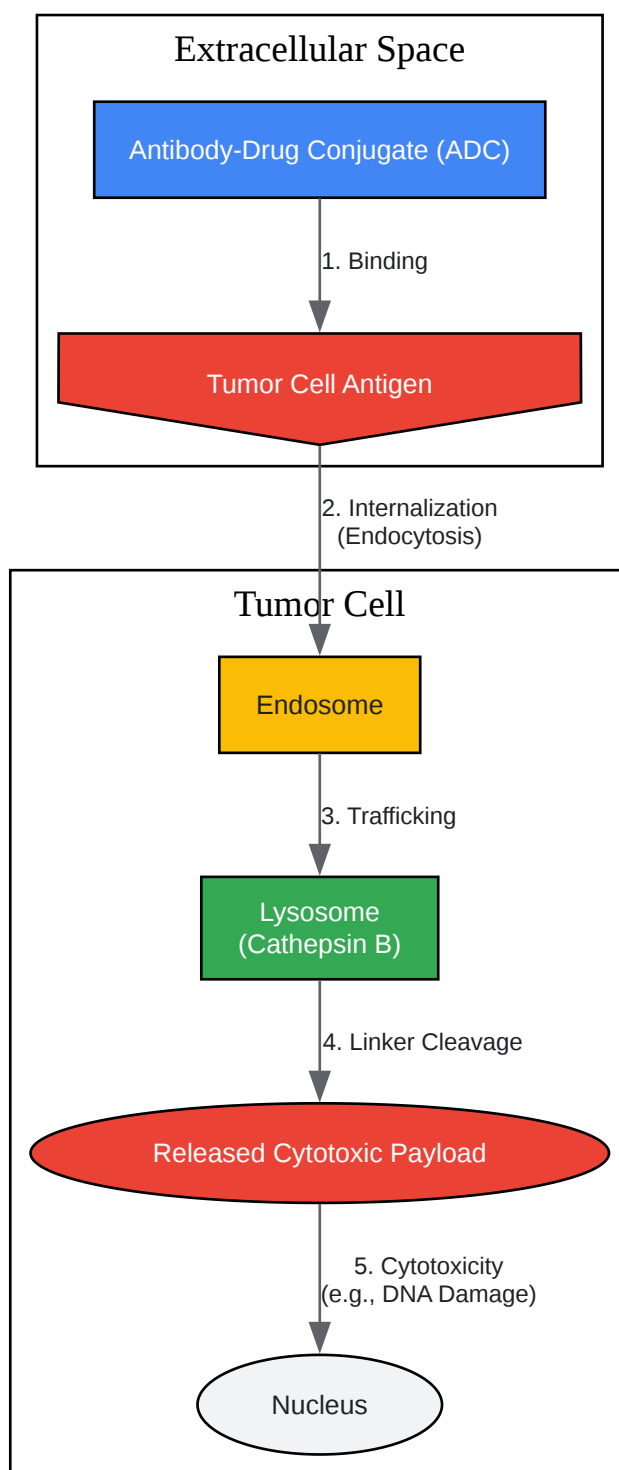 Extracellular Space
Antibody-Drug Conjugate (ADC)
1. Binding
Tumor Cell Antigen
2. Internalization
(Endocytosis)
Tumor Cell
Endosome
3. Trafficking
Lysosome
(Cathepsin B)
4. Linker Cleavage
Released Cytotoxic Payload
5. Cytotoxicity
(e.g., DNA Damage)
Nucleus